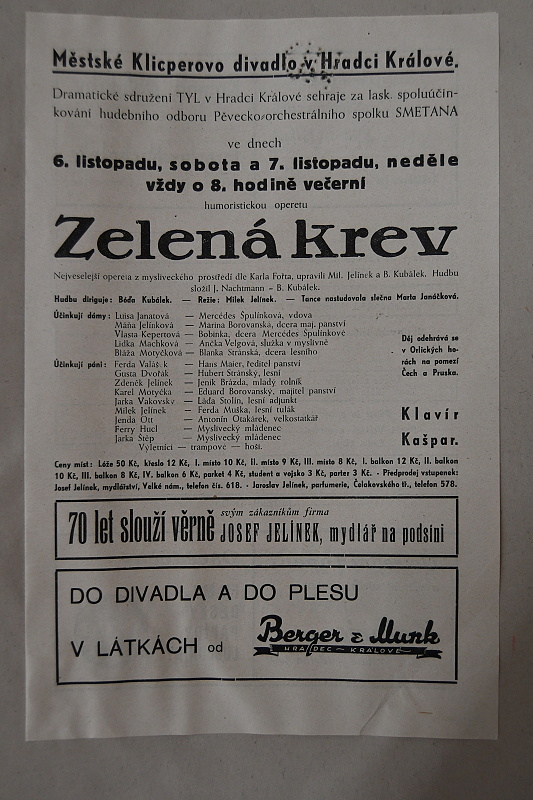 Městské Klicperovo divadlo v Hradci Králové.
Dramatické sdružení TYL v Hradci Králové sehraje za lask. spoluúčin-
kování hudebního odboru Pěvecko-orchestrálního spolku SMETANA
ve dnech
6. listopadu, sobota a 7. listopadu, neděle
vždy o 8. hodině večerní
humoristickou operetu
Zelená krev
Nejveselejší opereta z mysliveckého prostředí dle Karla Fořta, upravili Mil. Jelínek a B. Kubálek. Hudbu
složil J. Nachtmann – B. Kubálek.
Hudbu diriguje: Bóďa Kubálek. — Režie: Milek Jelínek. — Tance nastudovala slečna Marta Janáčková.
Účinkují dámy: Luisa Janatová — Mercédes Špulínková, vdova
Máňa Jelínková — Marina Borovanská, dcera maj. panství
Vlasta Kepertová — Bobinka, dcera Mercédes Špulínkové
Lidka Machková — Ančka Velgová, služka v myslivně
Bláža Motyčková — Blanka Stránská, dcera lesního
Účinkují páni: Ferda Valášík — Hans Maier, ředitel panství
Gusta Dvořák — Hubert Stránský, lesní
Zdeněk Jelínek — Jeník Brázda, mladý rolník
Karel Motyčka — Eduard Borovanský, majitel panství
Jarka Vakovský — Láďa Stolín, lesní adjunkt
Milek Jelínek — Ferda Muška, lesní tulák
Jenda Ott — Antonín Otakárek, velkostatkář
Ferry Hucl — Myslivecký mládenec
Jarka Štěp — Myslivecký mládenec
Výletníci — trampové — hoši.
Děj odehrává se
v Orlických ho-
rách na pomezí
Čech a Pruska.
Klavír
Kašpar.
Ceny míst: Lóže 50 Kč, křeslo 12 Kč, I. místo 10 Kč, II. místo 9 Kč, III. místo 8 Kč, I. balkon 12 Kč, II. balkon
10 Kč, III. balkon 8 Kč, IV. balkon 6 Kč, parket 4 Kč, student a vojsko 3 Kč, parter 3 Kč. - Předprodej vstupenek:
Josef Jelínek, mydlářství, Velké nám., telefon čís. 618. - Jaroslav Jelínek, parfumerie, Čelakovského tř., telefon 578.
70 let slouží věrně svým zákazníkům firma
JOSEF JELÍNEK, mydlář na podsini
DO DIVADLA A DO PLESU
V LÁTKÁCH od Berger & Munk
HRADEC - KRÁLOVÉ